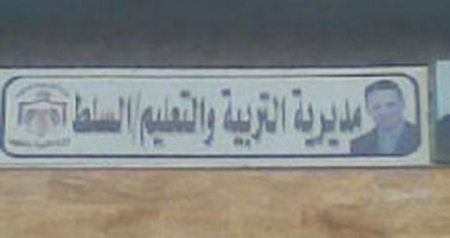 مديرية التربية والتعليم/السلط